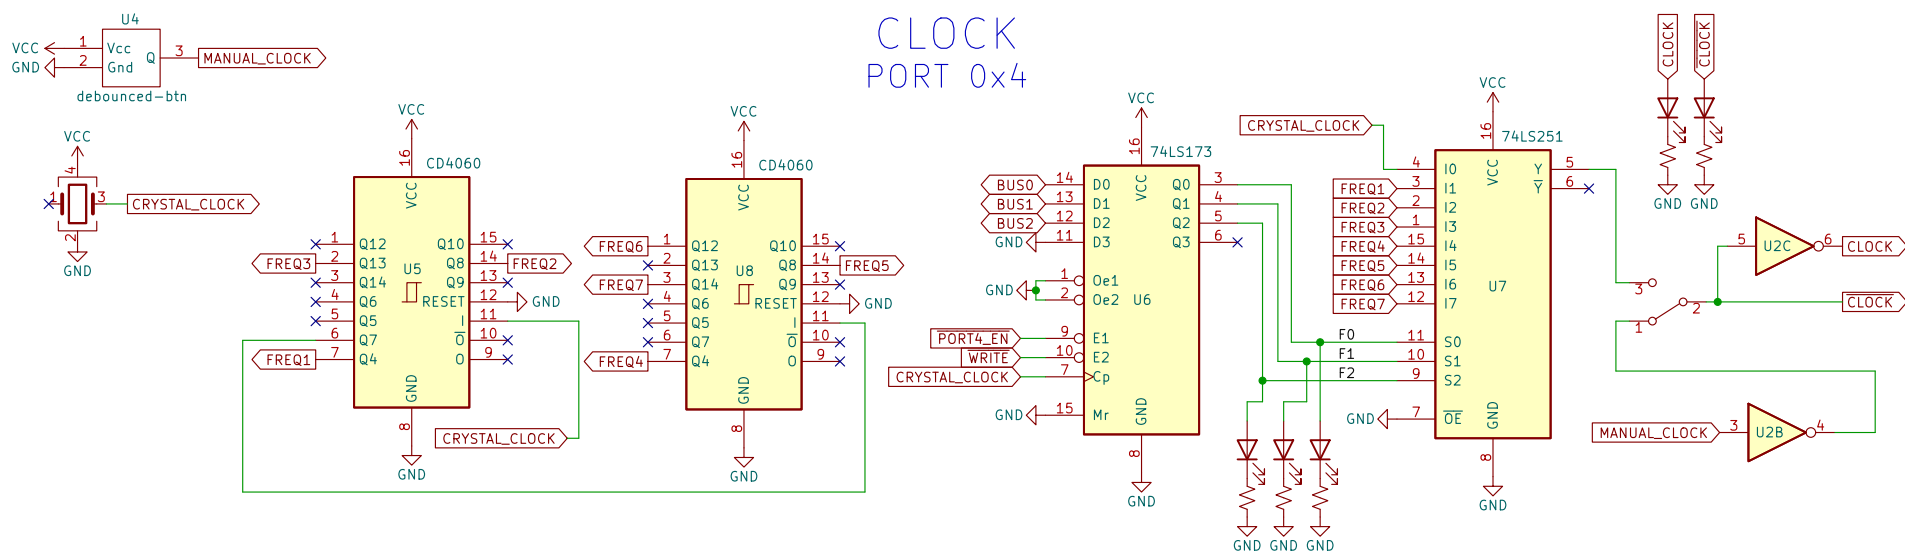 CLOCK
PORT 0x4
U4
VCC 1 Vcc
GND 2 Gnd
Q 3 MANUAL_CLOCK
debounced-btn
VCC
4
1 3 CRYSTAL_CLOCK
2
GND
VCC
16
CD4060
VCC
1 Q12 Q10 15
FREQ3 2 Q13 Q8 14 FREQ2
3 Q14 U5 Q9 13
4 Q6 RESET 12 GND
5 Q5 I 11
6 Q7 O 10
FREQ1 7 Q4 O 9
GND
8
CRYSTAL_CLOCK
GND
VCC
16
CD4060
VCC
FREQ6 1 Q12 Q10 15
2 Q13 Q8 14 FREQ5
FREQ7 3 Q14 U8 Q9 13
4 Q6 RESET 12 GND
5 Q5 I 11
6 Q7 O 10
FREQ4 7 Q4 O 9
GND
8
GND
VCC
16
74LS173
VCC
BUS0 14 D0 Q0 3
BUS1 13 D1 Q1 4
BUS2 12 D2 Q2 5
GND 11 D3 Q3 6
GND 1 Oe1
2 Oe2 U6
PORT4_EN 9 E1
WRITE 10 E2
CRYSTAL_CLOCK 7 Cp
GND 15 Mr
GND
8
GND
F0
F1
F2
GND GND GND
VCC
16
74LS251
VCC
CRYSTAL_CLOCK 4 I0 Y 5
FREQ1 3 I1 Y 6
FREQ2 2 I2
FREQ3 1 I3
FREQ4 15 I4
FREQ5 14 I5
FREQ6 13 I6
FREQ7 12 I7
U7
11 S0
10 S1
9 S2
GND 7 OE
GND
8
GND
CLOCK CLOCK
GND GND
5 U2C 6 CLOCK
3
2 CLOCK
1
MANUAL_CLOCK 3 U2B 4